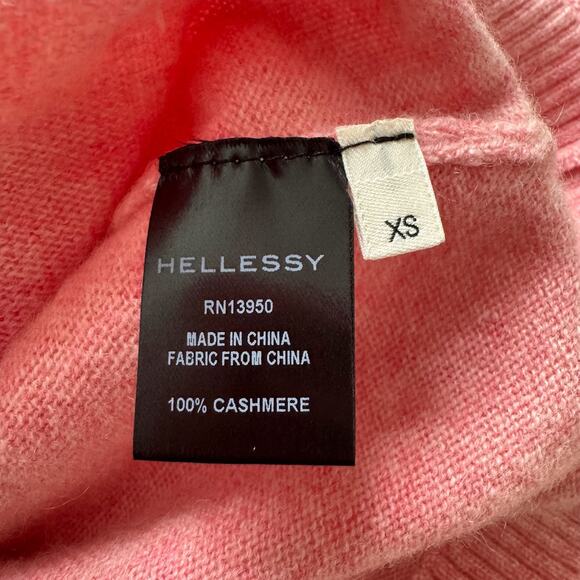 HELLESSY
RN13950
MADE IN CHINA
FABRIC FROM CHINA
100% CASHMERE
XS